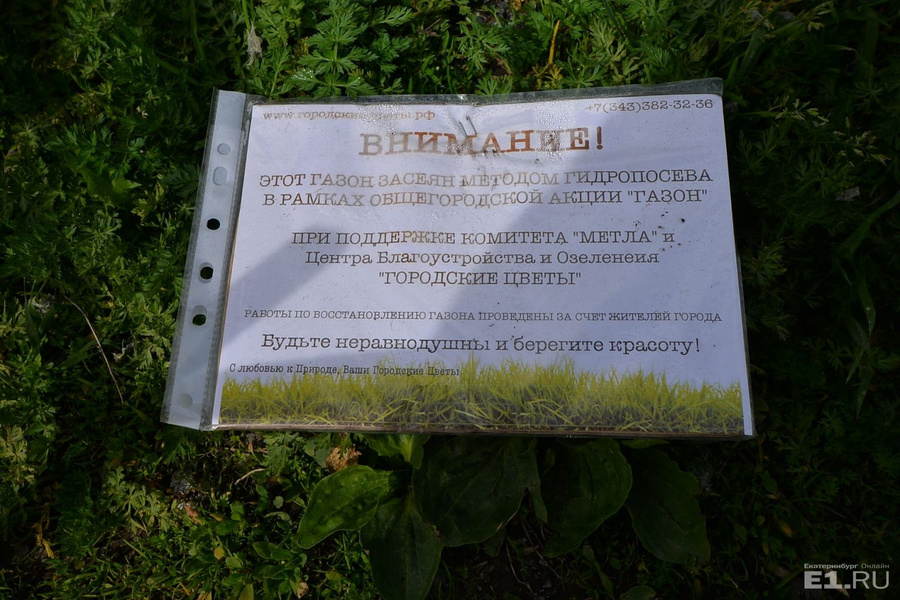 www.городские цветы.рф +7(343)382-32-36
ВНИМАНИЕ!
ЭТОТ ГАЗОН ЗАСЕЯН МЕТОДОМ ГИДРОПОСЕВА
В РАМКАХ ОБЩЕГОРОДСКОЙ АКЦИИ "ГАЗОН"
ПРИ ПОДДЕРЖКЕ КОМИТЕТА "МЕТЛА" и
Центра Благоустройства и Озеленеия
"ГОРОДСКИЕ ЦВЕТЫ"
РАБОТЫ ПО ВОССТАНОВЛЕНИЮ ГАЗОНА ПРОВЕДЕНЫ ЗА СЧЕТ ЖИТЕЛЕЙ ГОРОДА
Будьте неравнодушны и берегите красоту!
С любовью к Природе, Ваши Городские Цветы
Екатеринбург Онлайн
E1.RU